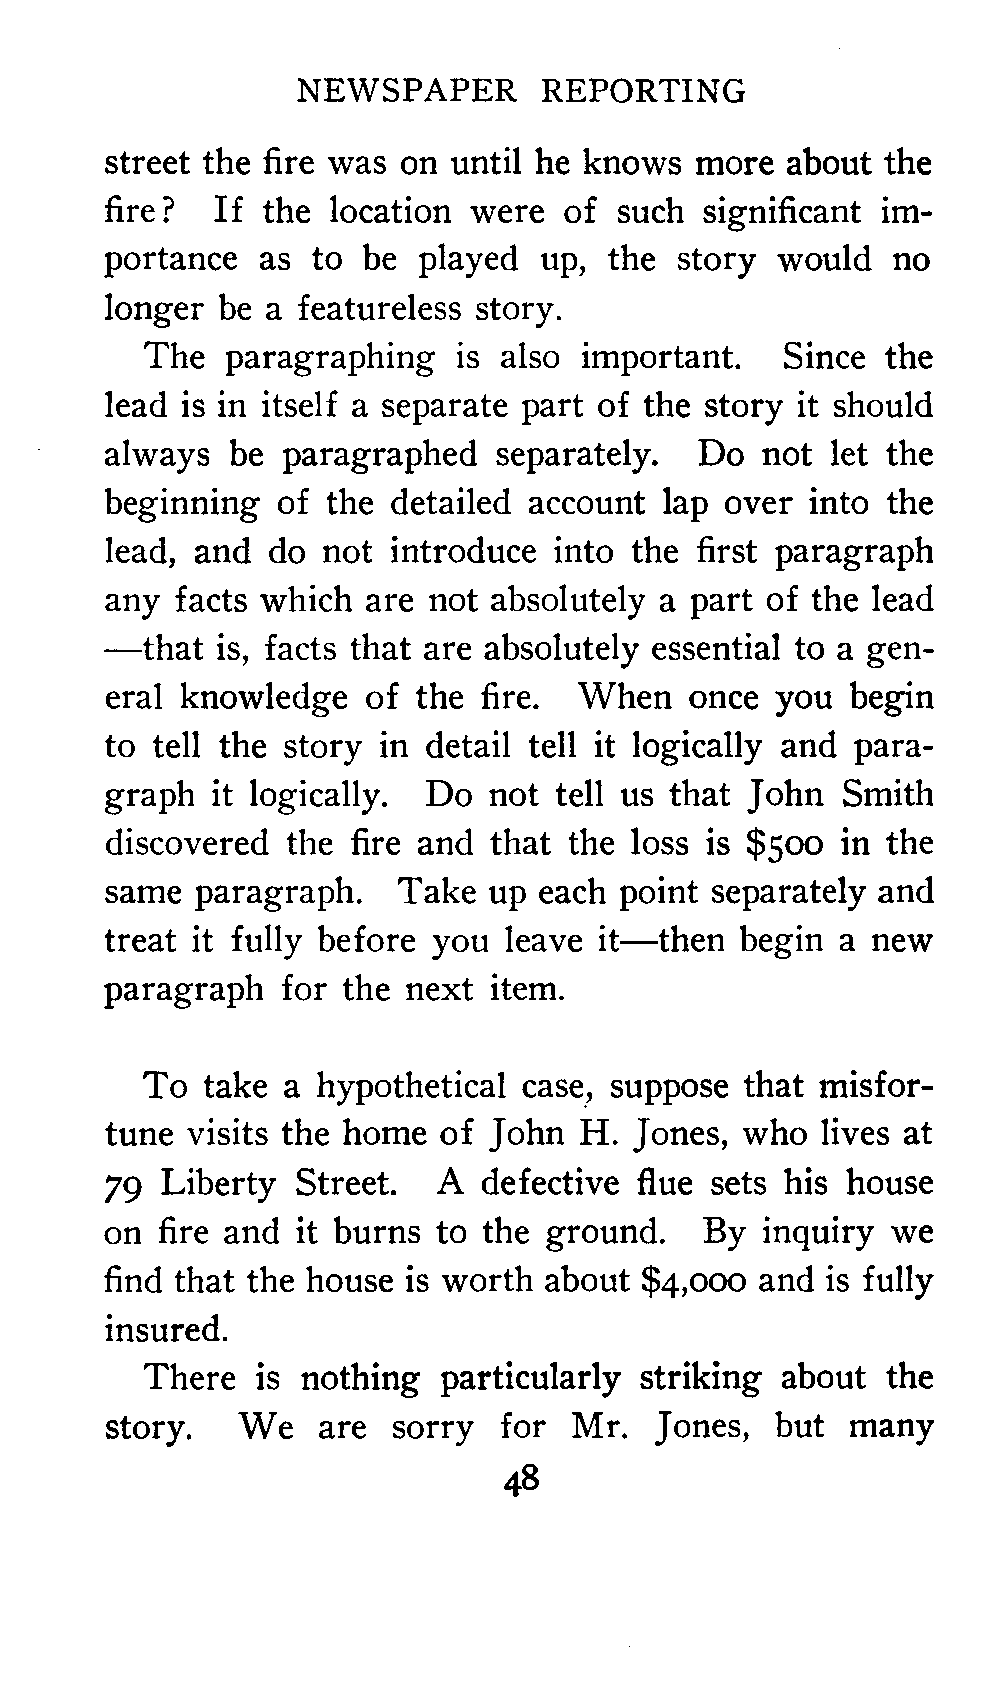 NEWSPAPER REPORTING
street the fire was on until he knows more about the
fire? If the location were of such significant im-
portance as to be played up, the story would no
longer be a featureless story.
The paragraphing is also important. Since the
lead is in itself a separate part of the story it should
always be paragraphed separately. Do not let the
beginning of the detailed account lap over into the
lead, and do not introduce into the first paragraph
any facts which are not absolutely a part of the lead
—that is, facts that are absolutely essential to a gen-
eral knowledge of the fire. When once you begin
to tell the story in detail tell it logically and para-
graph it logically. Do not tell us that John Smith
discovered the fire and that the loss is $500 in the
same paragraph. Take up each point separately and
treat it fully before you leave it—then begin a new
paragraph for the next item.
To take a hypothetical case, suppose that misfor-
tune visits the home of John H. Jones, who lives at
79 Liberty Street. A defective flue sets his house
on fire and it burns to the ground. By inquiry we
find that the house is worth about $4,000 and is fully
insured.
There is nothing particularly striking about the
story. We are sorry for Mr. Jones, but many
48